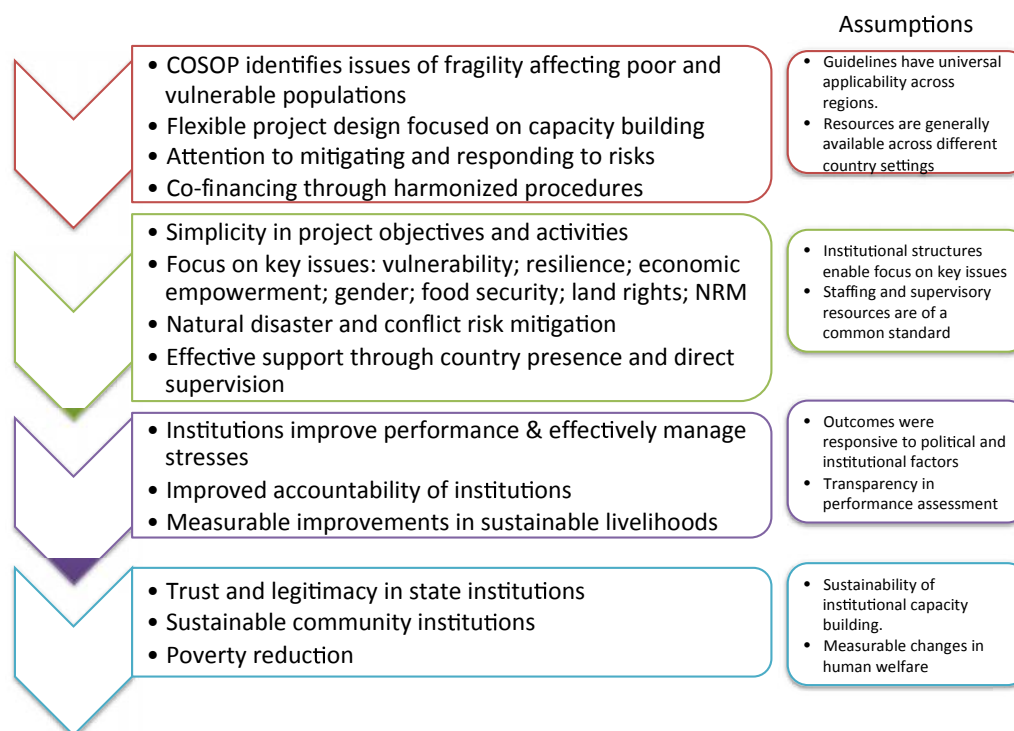 Assumptions
• COSOP identifies issues of fragility affecting poor and
vulnerable populations
• Flexible project design focused on capacity building
• Attention to mitigating and responding to risks
• Co-financing through harmonized procedures
• Guidelines have universal
applicability across
regions.
• Resources are generally
available across different
country settings
• Simplicity in project objectives and activities
• Focus on key issues: vulnerability; resilience; economic
empowerment; gender; food security; land rights; NRM
• Natural disaster and conflict risk mitigation
• Effective support through country presence and direct
supervision
• Institutional structures
enable focus on key issues
• Staffing and supervisory
resources are of a
common standard
• Institutions improve performance & effectively manage
stresses
• Improved accountability of institutions
• Measurable improvements in sustainable livelihoods
• Outcomes were
responsive to political and
institutional factors
• Transparency in
performance assessment
• Trust and legitimacy in state institutions
• Sustainable community institutions
• Poverty reduction
• Sustainability of
institutional capacity
building.
• Measurable changes in
human welfare